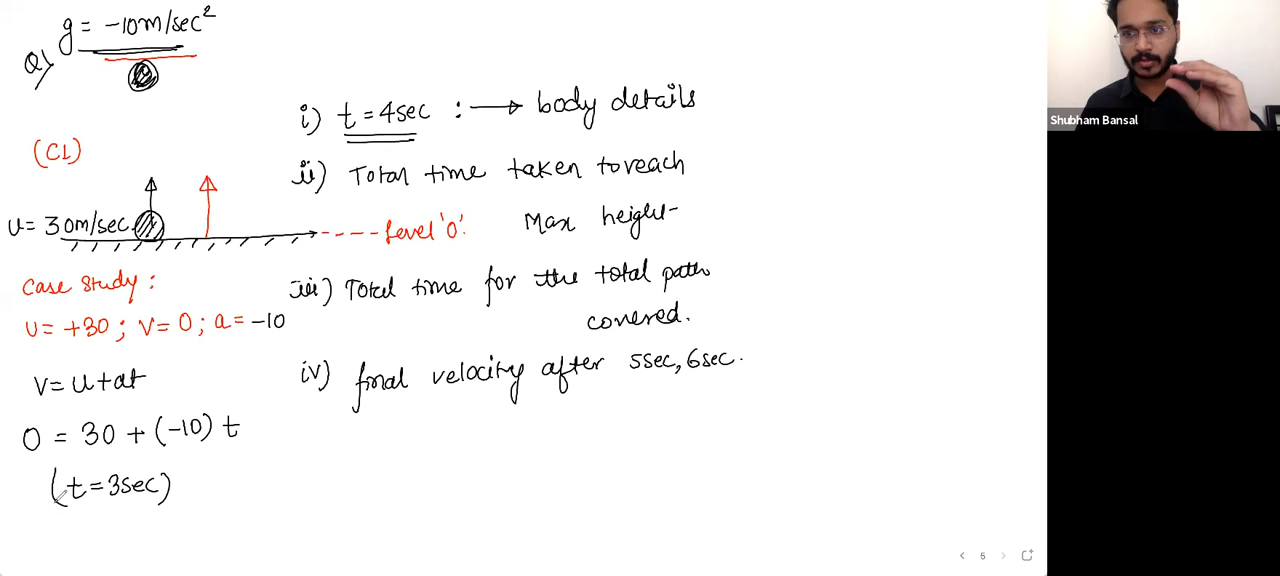 g = -10m/sec²
Q1
i) t = 4sec : → body details
(CL)
ii) Total time taken to reach
Max height-
u = 30m/sec
Level '0'.
Case Study :
iii) Total time for the total path
covered.
u = +30 ; v = 0 ; a = -10
iv) final velocity after 5sec, 6sec.
v = u + at
0 = 30 + (-10) t
(t = 3sec)
Shubham Bansal
5